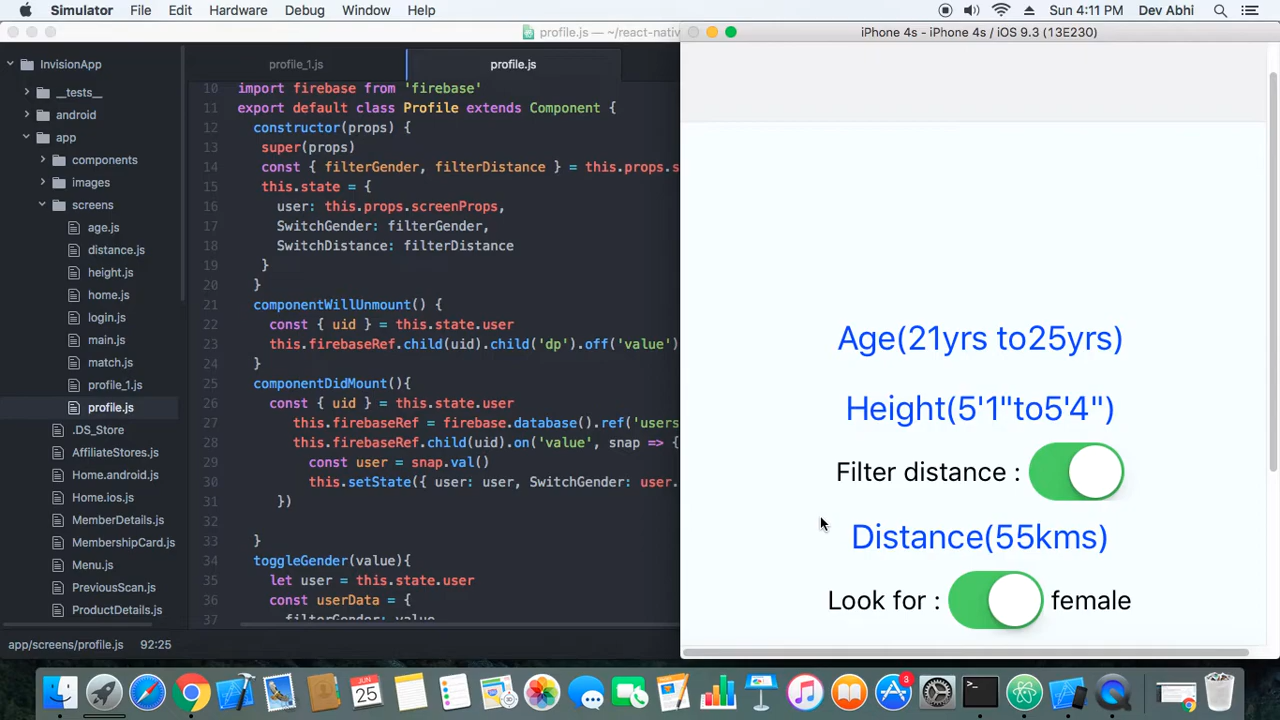 Simulator File Edit Hardware Debug Window Help Sun 4:11 PM Dev Abhi
profile.js — ~/react-nativ
iPhone 4s - iPhone 4s / iOS 9.3 (13E230)
InvisionApp
__tests__
android
app
components
images
screens
age.js
distance.js
height.js
home.js
login.js
main.js
match.js
profile_1.js
profile.js
.DS_Store
AffiliateStores.js
Home.android.js
Home.ios.js
MemberDetails.js
MembershipCard.js
Menu.js
PreviousScan.js
ProductDetails.js
profile_1.js profile.js
10 import firebase from 'firebase'
11 export default class Profile extends Component {
12 constructor(props) {
13 super(props)
14 const { filterGender, filterDistance } = this.props.s
15 this.state = {
16 user: this.props.screenProps,
17 SwitchGender: filterGender,
18 SwitchDistance: filterDistance
19 }
20 }
21 componentWillUnmount() {
22 const { uid } = this.state.user
23 this.firebaseRef.child(uid).child('dp').off('value')
24 }
25 componentDidMount(){
26 const { uid } = this.state.user
27 this.firebaseRef = firebase.database().ref('users
28 this.firebaseRef.child(uid).on('value', snap => {
29 const user = snap.val()
30 this.setState({ user: user, SwitchGender: user.
31 })
32
33 }
34 toggleGender(value){
35 let user = this.state.user
36 const userData = {
37 filterGender: value
Age(21yrs to25yrs)
Height(5'1"to5'4")
Filter distance :
Distance(55kms)
Look for : female
app/screens/profile.js 92:25
JUN
25
3